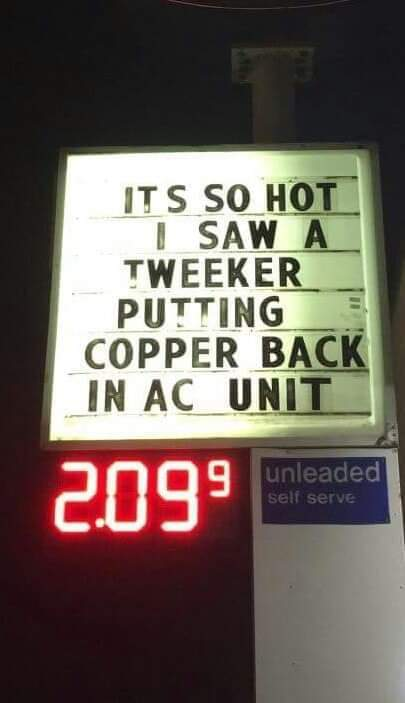 ITS SO HOT
I SAW A
TWEEKER
PUTTING
COPPER BACK
IN AC UNIT
2.09 9
unleaded
self serve